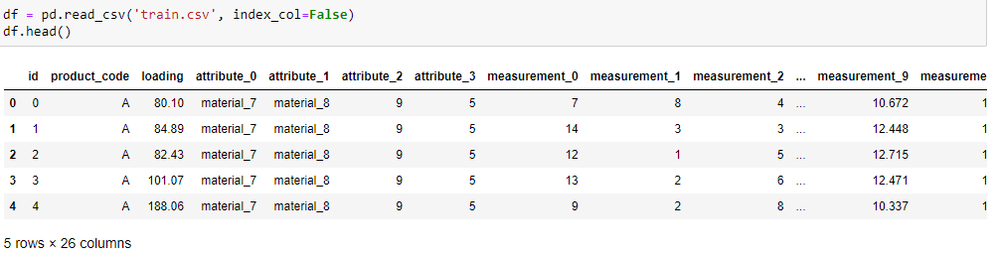 df = pd.read_csv('train.csv', index_col=False)
df.head()
id product_code loading attribute_0 attribute_1 attribute_2 attribute_3 measurement_0 measurement_1 measurement_2 ... measurement_9 measureme
0 0 A 80.10 material_7 material_8 9 5 7 8 4 ... 10.672 1
1 1 A 84.89 material_7 material_8 9 5 14 3 3 ... 12.448 1
2 2 A 82.43 material_7 material_8 9 5 12 1 5 ... 12.715 1
3 3 A 101.07 material_7 material_8 9 5 13 2 6 ... 12.471 1
4 4 A 188.06 material_7 material_8 9 5 9 2 8 ... 10.337 1
5 rows × 26 columns